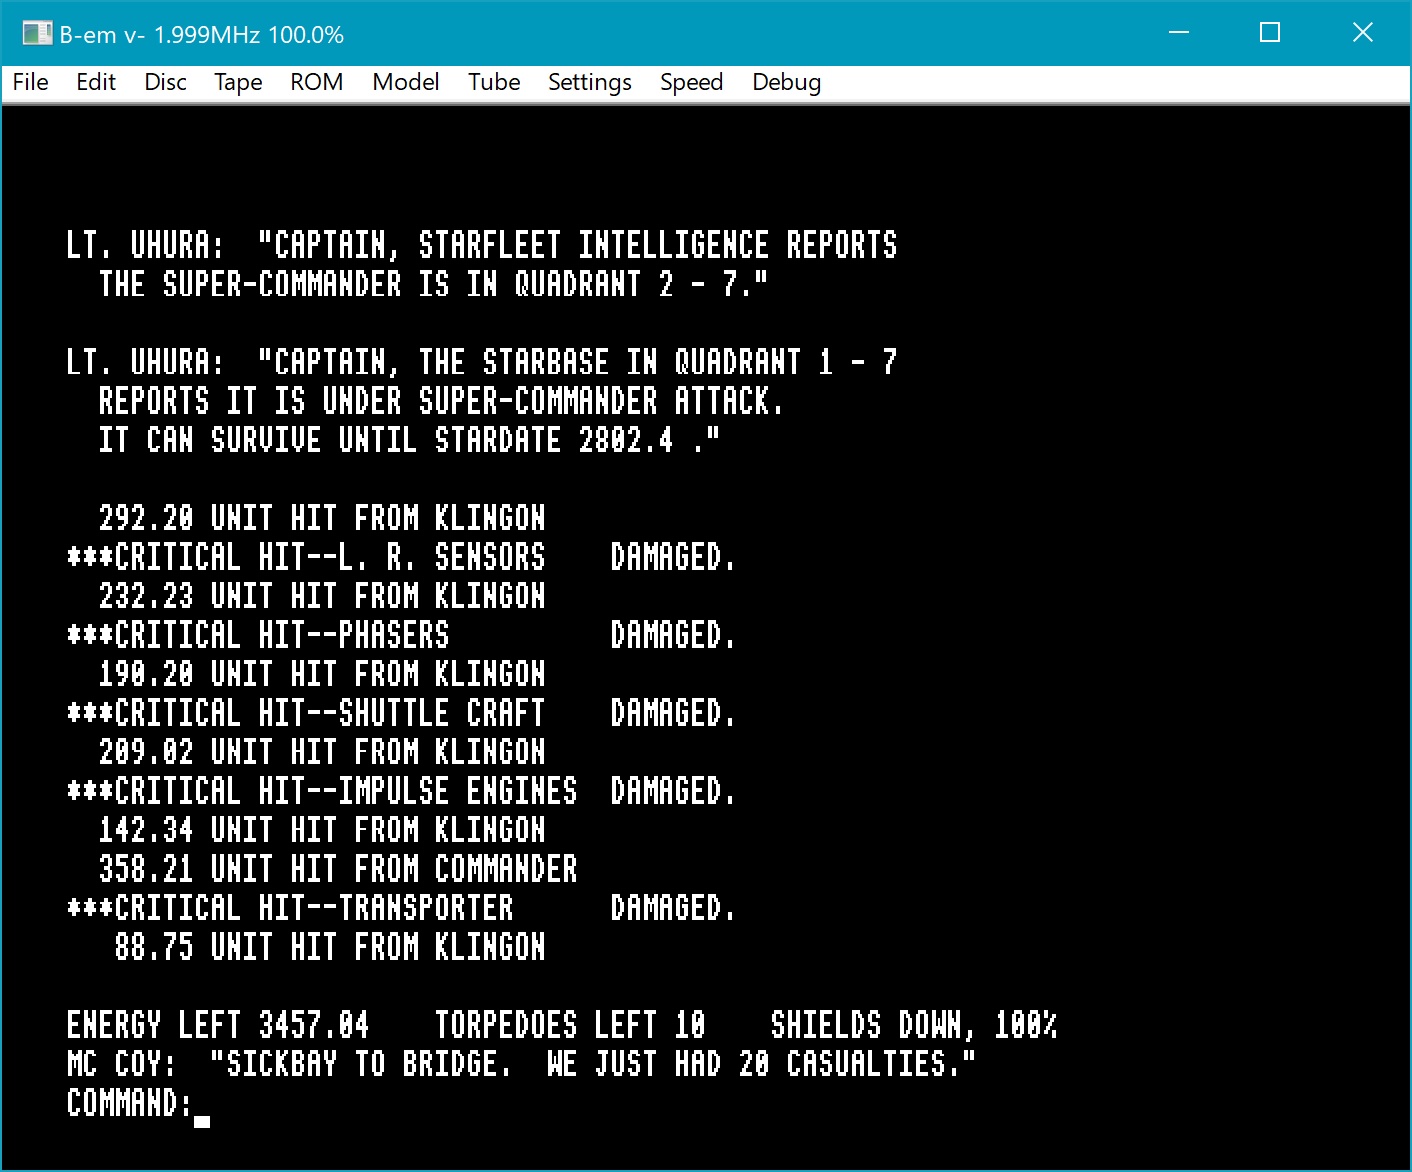 B-em v- 1.999MHz 100.0%
File Edit Disc Tape ROM Model Tube Settings Speed Debug
LT. UHURA:  "CAPTAIN, STARFLEET INTELLIGENCE REPORTS
  THE SUPER-COMMANDER IS IN QUADRANT 2 - 7."
LT. UHURA:  "CAPTAIN, THE STARBASE IN QUADRANT 1 - 7
  REPORTS IT IS UNDER SUPER-COMMANDER ATTACK.
  IT CAN SURVIVE UNTIL STARDATE 2802.4 ."
  292.20 UNIT HIT FROM KLINGON
***CRITICAL HIT--L. R. SENSORS    DAMAGED.
  232.23 UNIT HIT FROM KLINGON
***CRITICAL HIT--PHASERS          DAMAGED.
  190.20 UNIT HIT FROM KLINGON
***CRITICAL HIT--SHUTTLE CRAFT    DAMAGED.
  209.02 UNIT HIT FROM KLINGON
***CRITICAL HIT--IMPULSE ENGINES  DAMAGED.
  142.34 UNIT HIT FROM KLINGON
  358.21 UNIT HIT FROM COMMANDER
***CRITICAL HIT--TRANSPORTER      DAMAGED.
   88.75 UNIT HIT FROM KLINGON
ENERGY LEFT 3457.04    TORPEDOES LEFT 10    SHIELDS DOWN, 100%
MC COY:  "SICKBAY TO BRIDGE.  WE JUST HAD 20 CASUALTIES."
COMMAND: